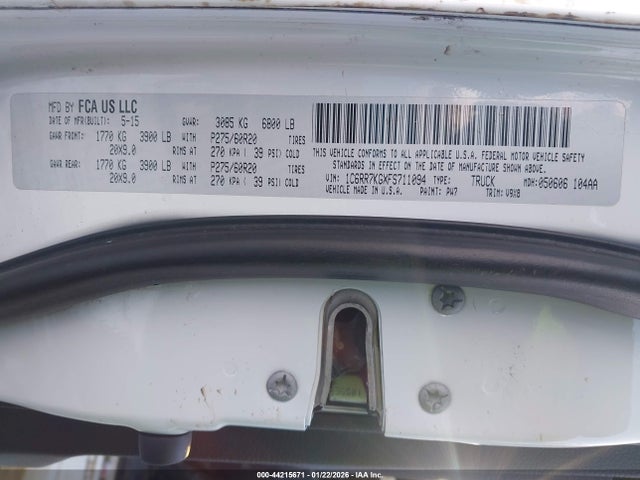 MFD BY FCA US LLC
DATE OF MFR(BUILT): 5-15 GVWR: 3085 KG 6800 LB
GAWR FRONT: 1770 KG 3900 LB WITH P275/60R20 TIRES
20X9.0 RIMS AT 270 KPA ( 39 PSI) COLD
GAWR REAR: 1770 KG 3900 LB WITH P275/60R20 TIRES
20X9.0 RIMS AT 270 KPA ( 39 PSI) COLD
THIS VEHICLE CONFORMS TO ALL APPLICABLE U.S.A. FEDERAL MOTOR VEHICLE SAFETY
STANDARDS IN EFFECT ON THE DATE OF MANUFACTURE SHOWN ABOVE.
VIN: 1C6RR7KGXFS711094 TYPE: TRUCK MDH: 050606 104AA
VEHICLE MADE IN U.S.A. PAINT: PW7 TRIM: V9X8
000-44215671 - 01/22/2026 - IAA Inc.